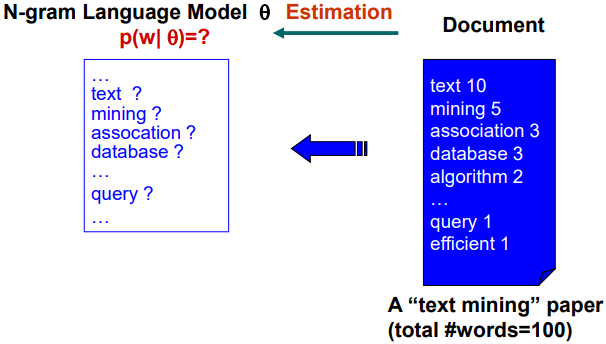 N-gram Language Model θ Estimation
p(w| θ)=?
Document
…
text ?
mining ?
assocation ?
database ?
…
query ?
…
text 10
mining 5
association 3
database 3
algorithm 2
…
query 1
efficient 1
A “text mining” paper
(total #words=100)